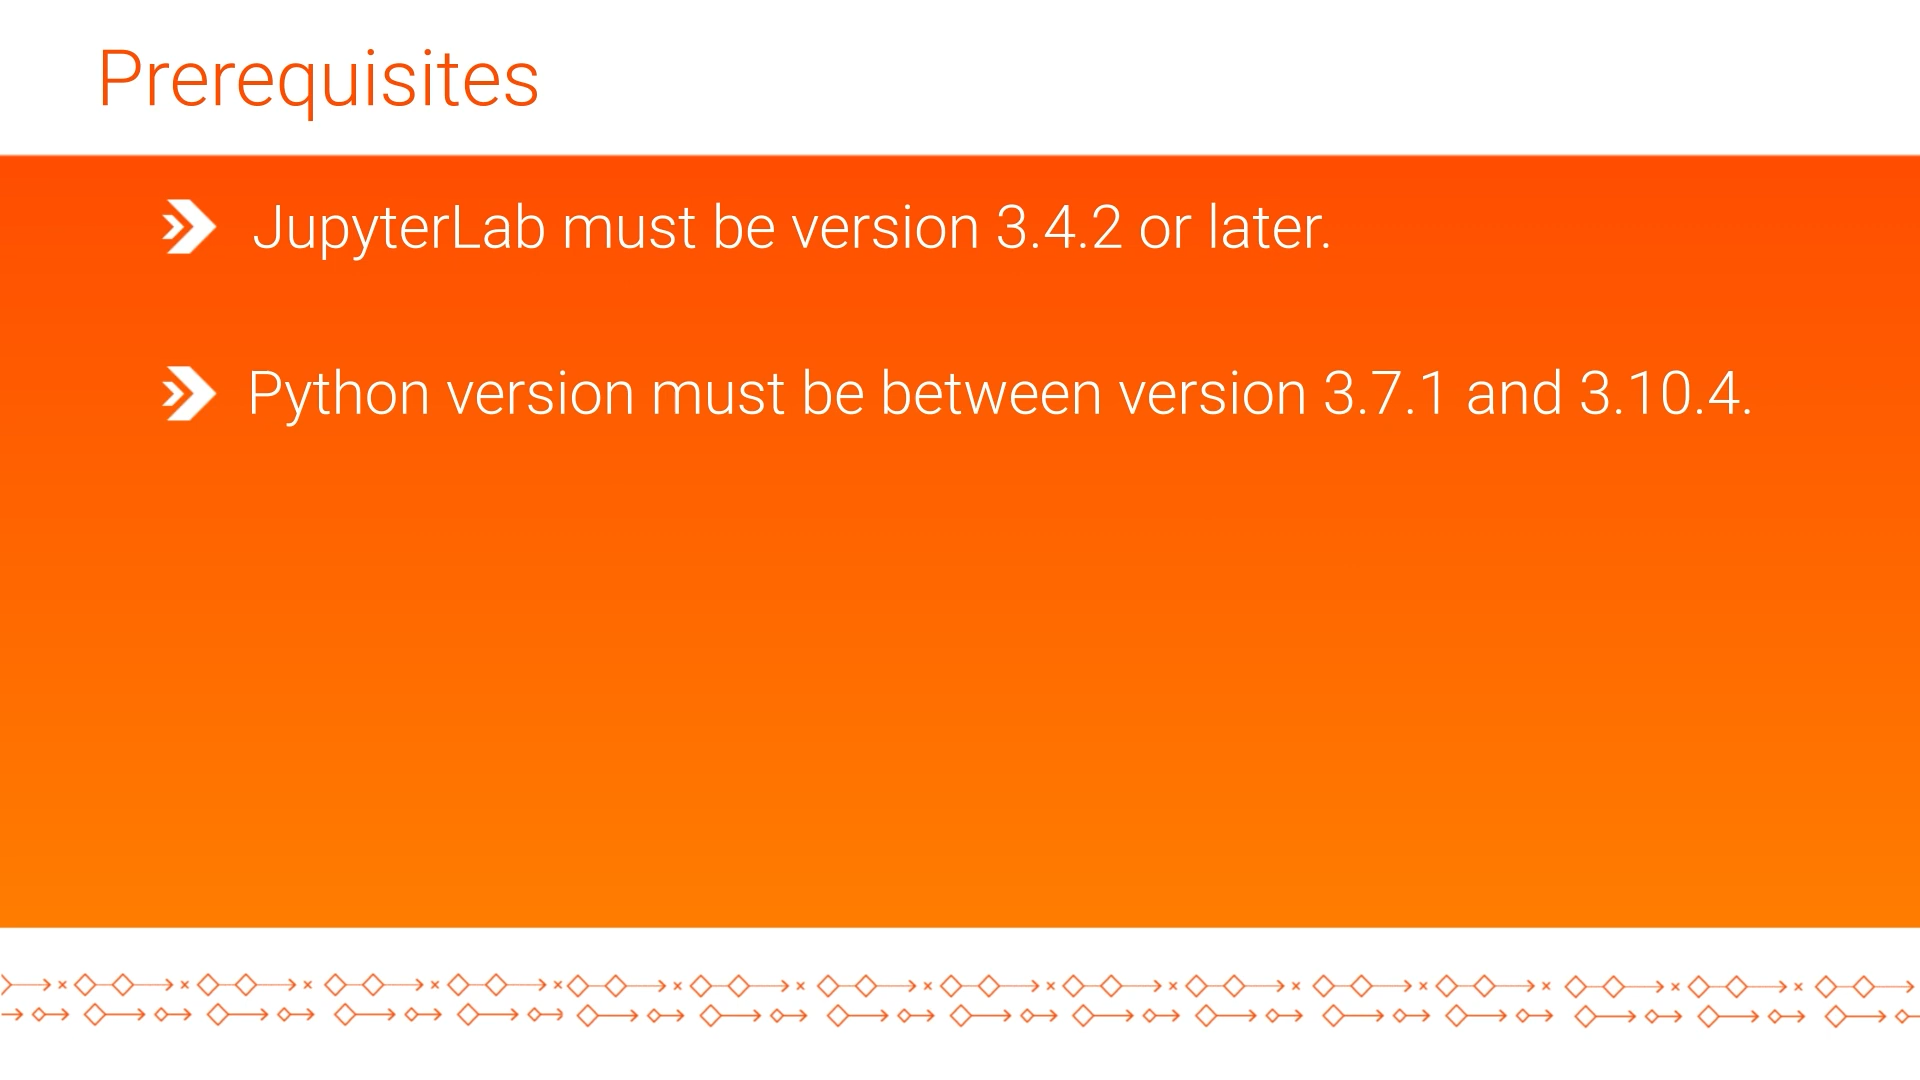 Prerequisites
JupyterLab must be version 3.4.2 or later.
Python version must be between version 3.7.1 and 3.10.4.